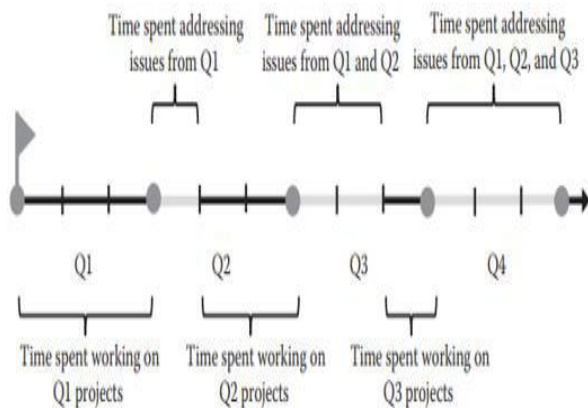 Time spent addressing
issues from Q1
Time spent addressing
issues from Q1 and Q2
Time spent addressing
issues from Q1, Q2, and Q3
Q1
Q2
Q3
Q4
Time spent working on
Q1 projects
Time spent working on
Q2 projects
Time spent working on
Q3 projects